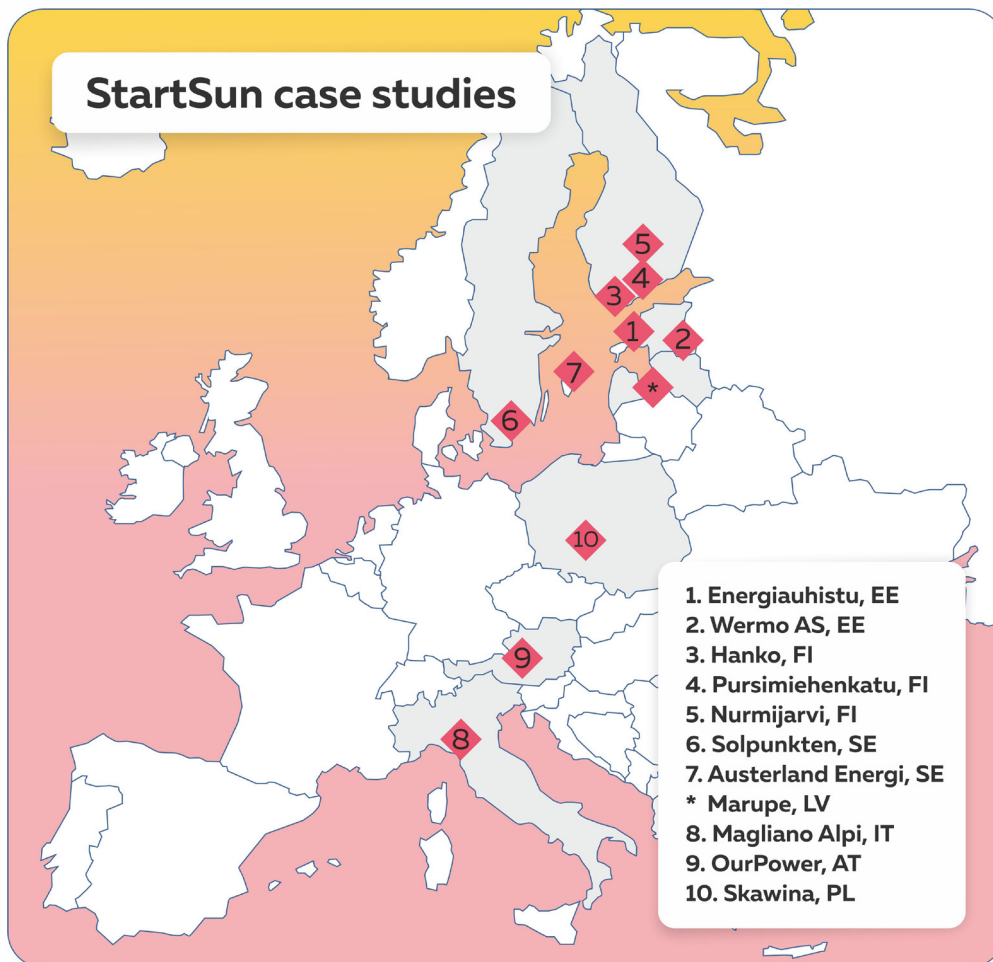 StartSun case studies
5
4
3
1
2
7
*
6
10
9
8
1. Energiauhistu, EE
2. Wermo AS, EE
3. Hanko, FI
4. Pursimiehenkatu, FI
5. Nurmijarvi, FI
6. Solpunkten, SE
7. Austerland Energi, SE
* Marupe, LV
8. Magliano Alpi, IT
9. OurPower, AT
10. Skawina, PL